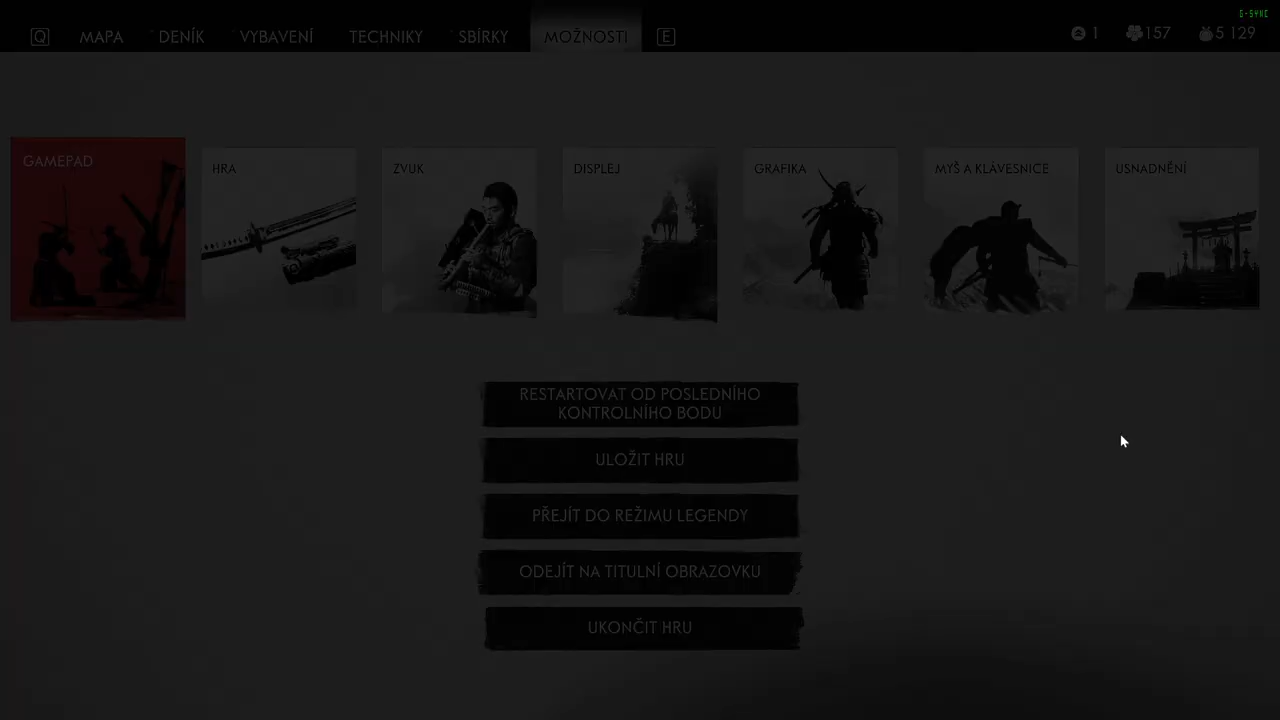 G-SYNC
Q MAPA DENÍK VYBAVENÍ TECHNIKY SBÍRKY MOŽNOSTI E 1 157 5 129
GAMEPAD
HRA
ZVUK
DISPLEJ
GRAFIKA
MYŠ A KLÁVESNICE
USNADNĚNÍ
RESTARTOVAT OD POSLEDNÍHO
KONTROLNÍHO BODU
ULOŽIT HRU
PŘEJÍT DO REŽIMU LEGENDY
ODEJÍT NA TITULNÍ OBRAZOVKU
UKONČIT HRU